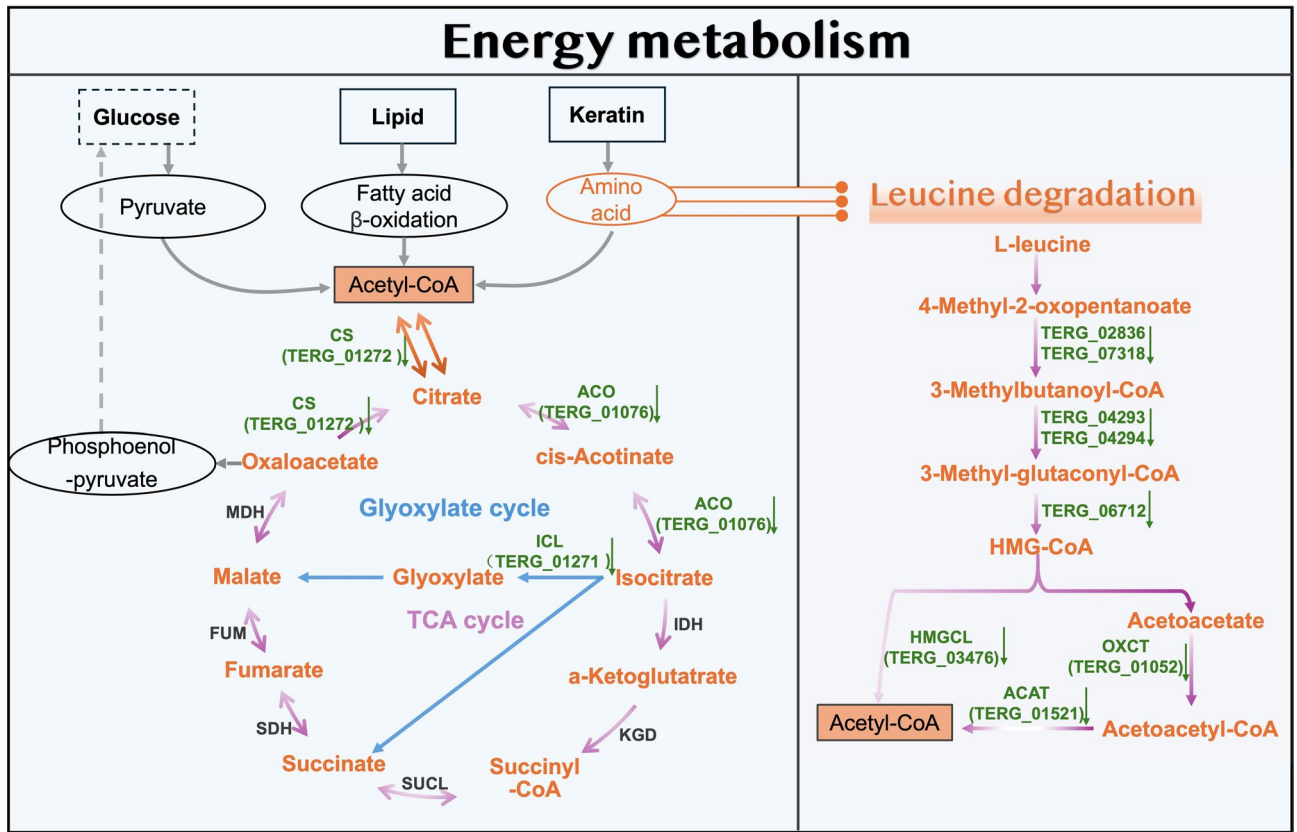 Energy metabolism
Glucose
Lipid
Keratin
Pyruvate
Fatty acid
β-oxidation
Amino
acid
Acetyl-CoA
CS
(TERG_01272 )
Citrate
CS
(TERG_01272 )
ACO
(TERG_01076)
Phosphoenol
-pyruvate
Oxaloacetate
cis-Acotinate
MDH
Glyoxylate cycle
ACO
(TERG_01076)
ICL
（TERG_01271 )
Malate
Glyoxylate
Isocitrate
TCA cycle
FUM
IDH
Fumarate
a-Ketoglutatrate
SDH
KGD
Succinate
Succinyl
-CoA
SUCL
Leucine degradation
L-leucine
4-Methyl-2-oxopentanoate
TERG_02836
TERG_07318
3-Methylbutanoyl-CoA
TERG_04293
TERG_04294
3-Methyl-glutaconyl-CoA
TERG_06712
HMG-CoA
Acetoacetate
HMGCL
(TERG_03476)
OXCT
(TERG_01052)
ACAT
(TERG_01521)
Acetyl-CoA
Acetoacetyl-CoA